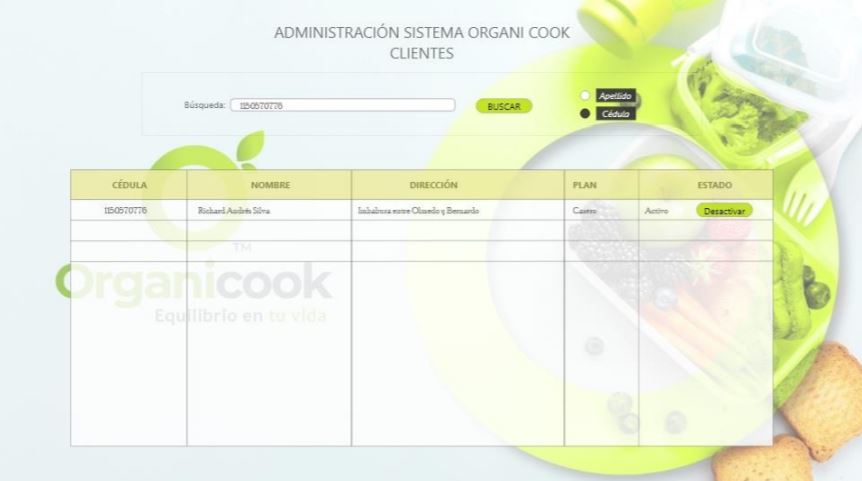 ADMINISTRACIÓN SISTEMA ORGANI COOK
CLIENTES
Búsqueda: 1150570776 BUSCAR
Apellido
Cédula
CÉDULA NOMBRE DIRECCIÓN PLAN ESTADO
1150570776 Richard Andrés Silva Imbabura entre Olmedo y Bernardo Casero Activo Desactivar
TM
Organicook
Equilibrio en tu vida